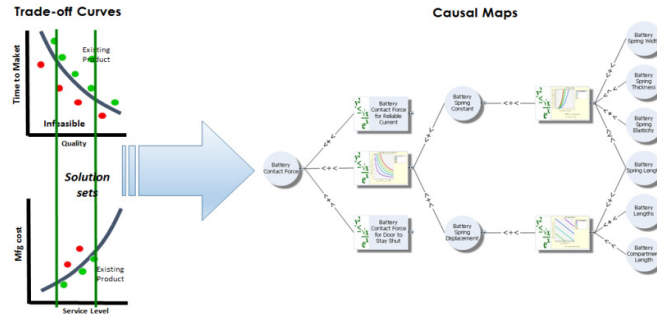 Trade-off Curves
Causal Maps
Time to Maket
Existing
Product
Infeasible
Quality
Solution
sets
Mfg cost
Existing
Product
Service Level
Battery
Contact Force
Battery
Contact Force
for Reliable
Current
Battery
Contact Force
for Door to
Stay Shut
Battery
Spring
Constant
Battery
Spring
Displacement
Battery
Spring Width
Battery
Spring
Thickness
Battery
Spring
Elasticity
Battery
Spring Length
Battery
Lengths
Battery
Compartment
Length
<+<
<+<
<+<
<+<